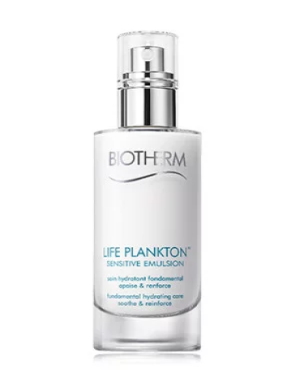 BIOTHERM
LIFE PLANKTON™
SENSITIVE EMULSION
soin hydratant fondamental
apaise & renforce
fundamental hydrating care
soothe & reinforce